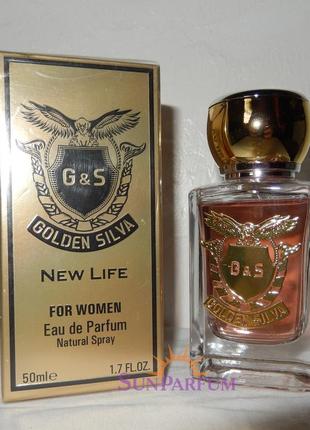 G&S
GOLDEN SILVA
NEW LIFE
FOR WOMEN
Eau de Parfum
Natural Spray
50ml e 1.7 FL.OZ.
G&S
GOLDEN SILVA
SUNPARFUM